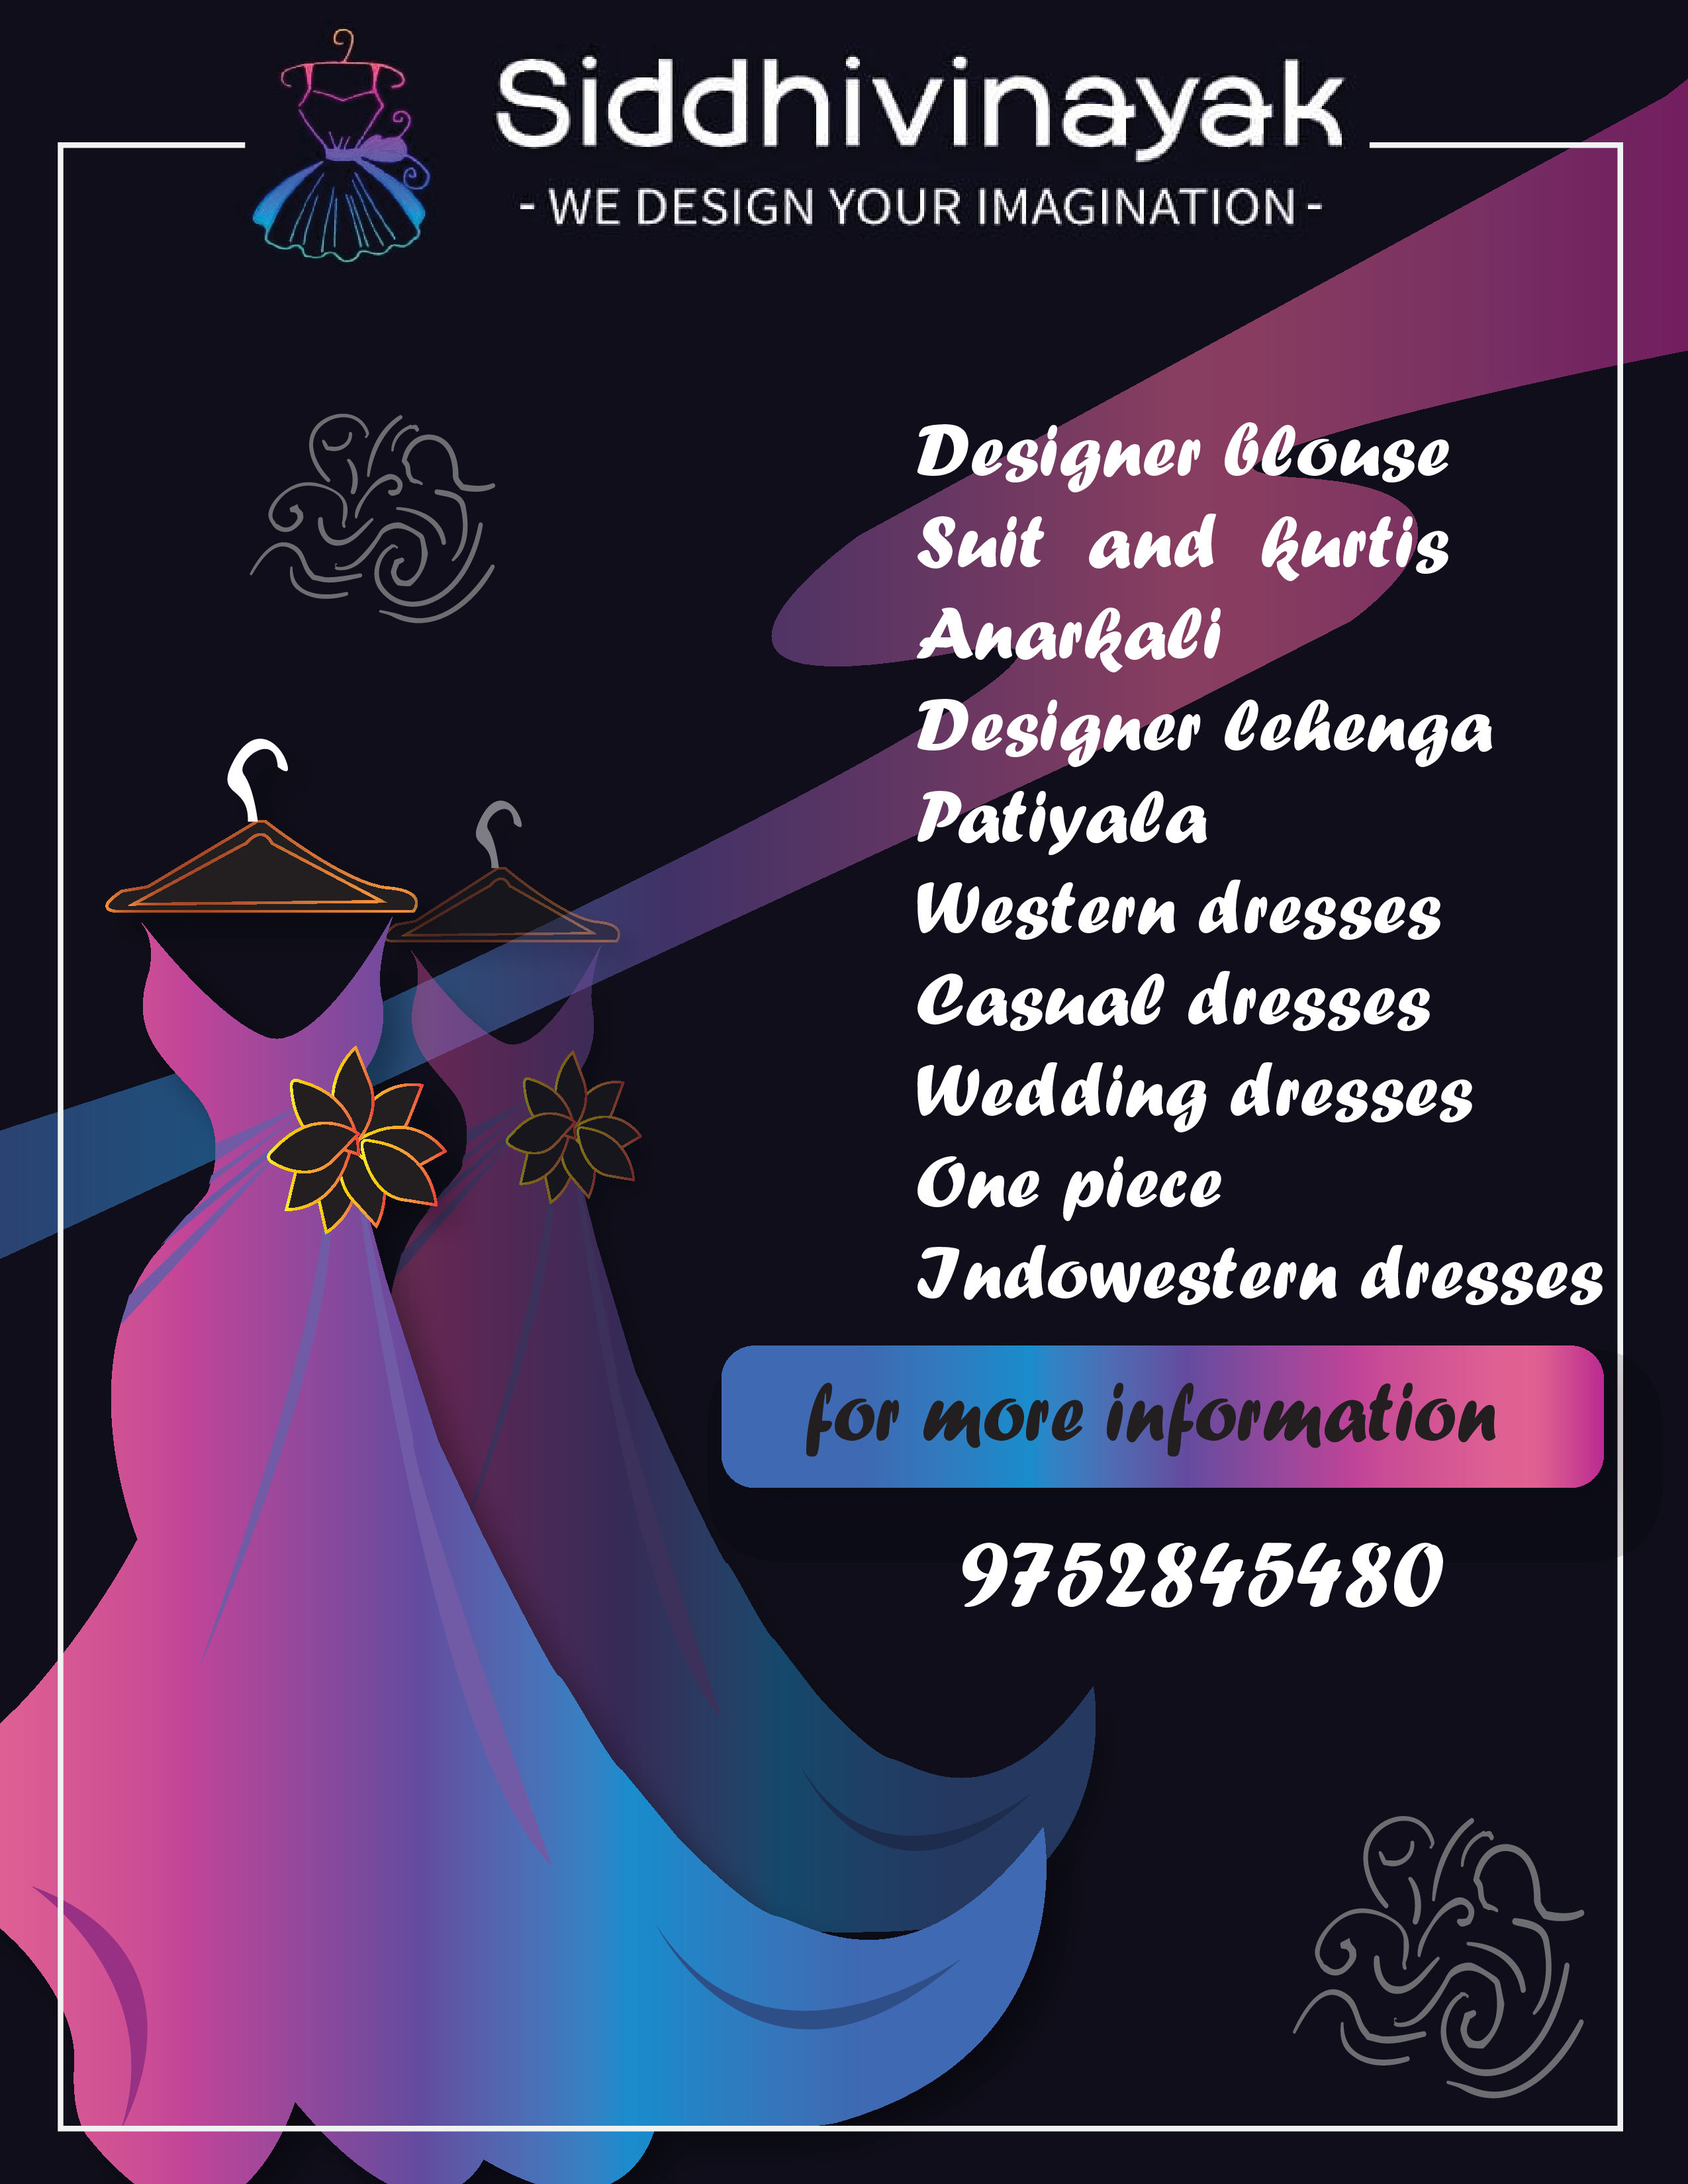 Siddhivinayak
- WE DESIGN YOUR IMAGINATION -
Designer blouse
Suit and kurtis
Anarkali
Designer lehenga
Patiyala
Western dresses
Casual dresses
Wedding dresses
One piece
Indowestern dresses
for more information
9752845480